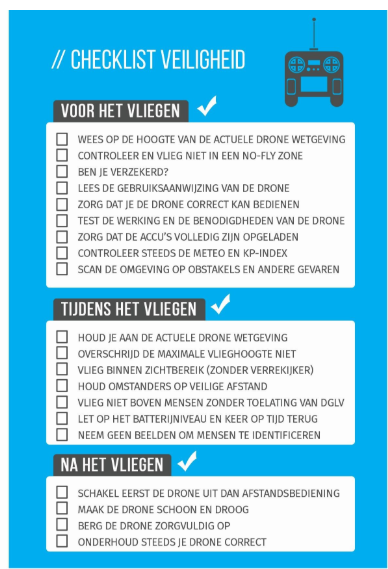 // CHECKLIST VEILIGHEID
VOOR HET VLIEGEN
WEES OP DE HOOGTE VAN DE ACTUELE DRONE WETGEVING
CONTROLEER EN VLIEG NIET IN EEN NO-FLY ZONE
BEN JE VERZEKERD?
LEES DE GEBRUIKSAANWIJZING VAN DE DRONE
ZORG DAT JE DE DRONE CORRECT KAN BEDIENEN
TEST DE WERKING EN DE BENODIGDHEDEN VAN DE DRONE
ZORG DAT DE ACCU'S VOLLEDIG ZIJN OPGELADEN
CONTROLEER STEEDS DE METEO EN KP-INDEX
SCAN DE OMGEVING OP OBSTAKELS EN ANDERE GEVAREN
TIJDENS HET VLIEGEN
HOUD JE AAN DE ACTUELE DRONE WETGEVING
OVERSCHRIJD DE MAXIMALE VLIEGHOOGTE NIET
VLIEG BINNEN ZICHTBEREIK (ZONDER VERREKIJKER)
HOUD OMSTANDERS OP VEILIGE AFSTAND
VLIEG NIET BOVEN MENSEN ZONDER TOELATING VAN DGLV
LET OP HET BATTERIJNIVEAU EN KEER OP TIJD TERUG
NEEM GEEN BEELDEN OM MENSEN TE IDENTIFICEREN
NA HET VLIEGEN
SCHAKEL EERST DE DRONE UIT DAN AFSTANDSBEDIENING
MAAK DE DRONE SCHOON EN DROOG
BERG DE DRONE ZORGVULDIG OP
ONDERHOUD STEEDS JE DRONE CORRECT